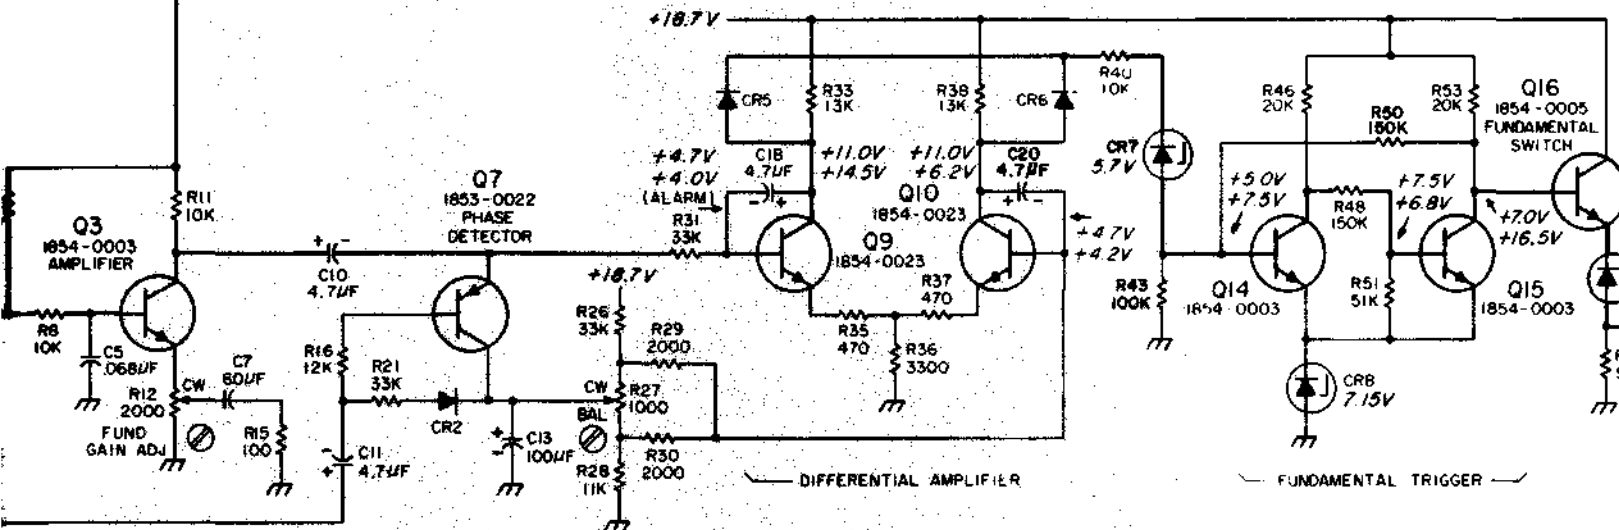 +18.7V
R11
10K
Q3
1854-0003
AMPLIFIER
R8
10K
C5
.068µF
R12
2000
CW
FUND
GAIN ADJ
C7
60µF
R15
100
+ -
C10
4.7µF
Q7
1853-0022
PHASE
DETECTOR
R16
12K
R21
33K
CR2
-
+
C11
4.7µF
+
-
C13
100µF
+18.7V
R26
33K
R29
2000
CW
R27
1000
BAL
R30
2000
R28
11K
+4.7V
+4.0V
(ALARM)
R31
33K
CR5
C18
4.7µF
- +
R33
13K
+11.0V
+14.5V
Q9
1854-0023
R35
470
R36
3300
R37
470
R38
13K
+11.0V
+6.2V
Q10
1854-0023
CR6
C20
4.7µF
+ -
+4.7V
+4.2V
DIFFERENTIAL AMPLIFIER
R40
10K
CR7
5.7V
R43
100K
+5.0V
+7.5V
R46
20K
R48
150K
R50
150K
R53
20K
Q14
1854-0003
R51
51K
+7.5V
+6.8V
+7.0V
+16.5V
Q15
1854-0003
CR8
7.15V
Q16
1854-0005
FUNDAMENTAL
SWITCH
FUNDAMENTAL TRIGGER